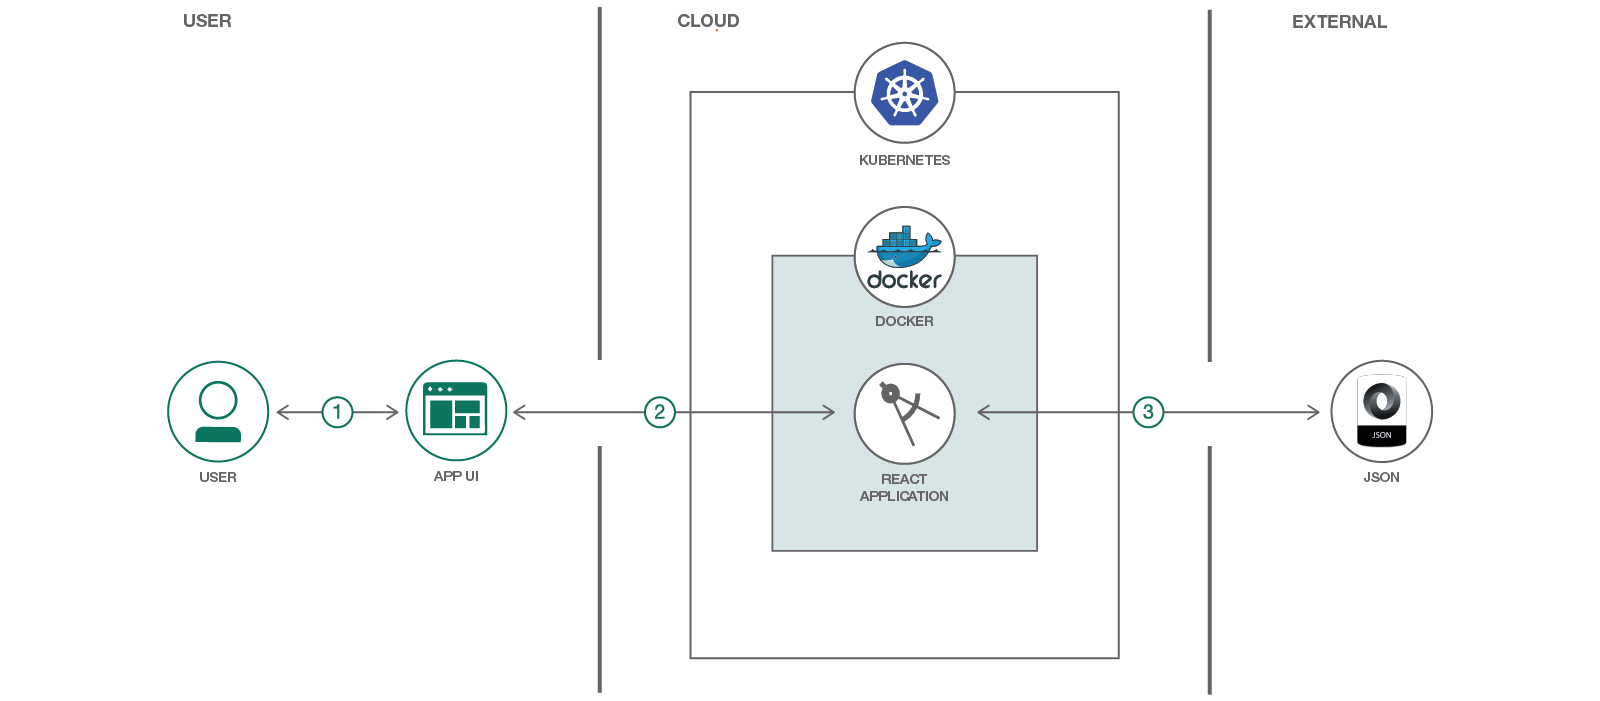 USER
CLOUD
EXTERNAL
KUBERNETES
docker
DOCKER
1
2
3
JSON
USER
APP UI
REACT
APPLICATION
JSON